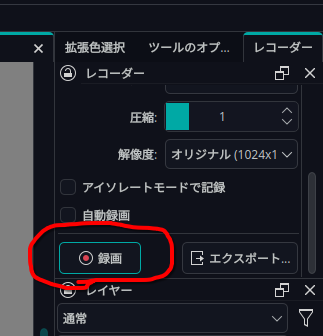 拡張色選択 ツールのオプ... レコーダー
レコーダー
圧縮: 1
解像度: オリジナル (1024x1
アイソレートモードで記録
自動録画
録画 エクスポート...
レイヤー
通常